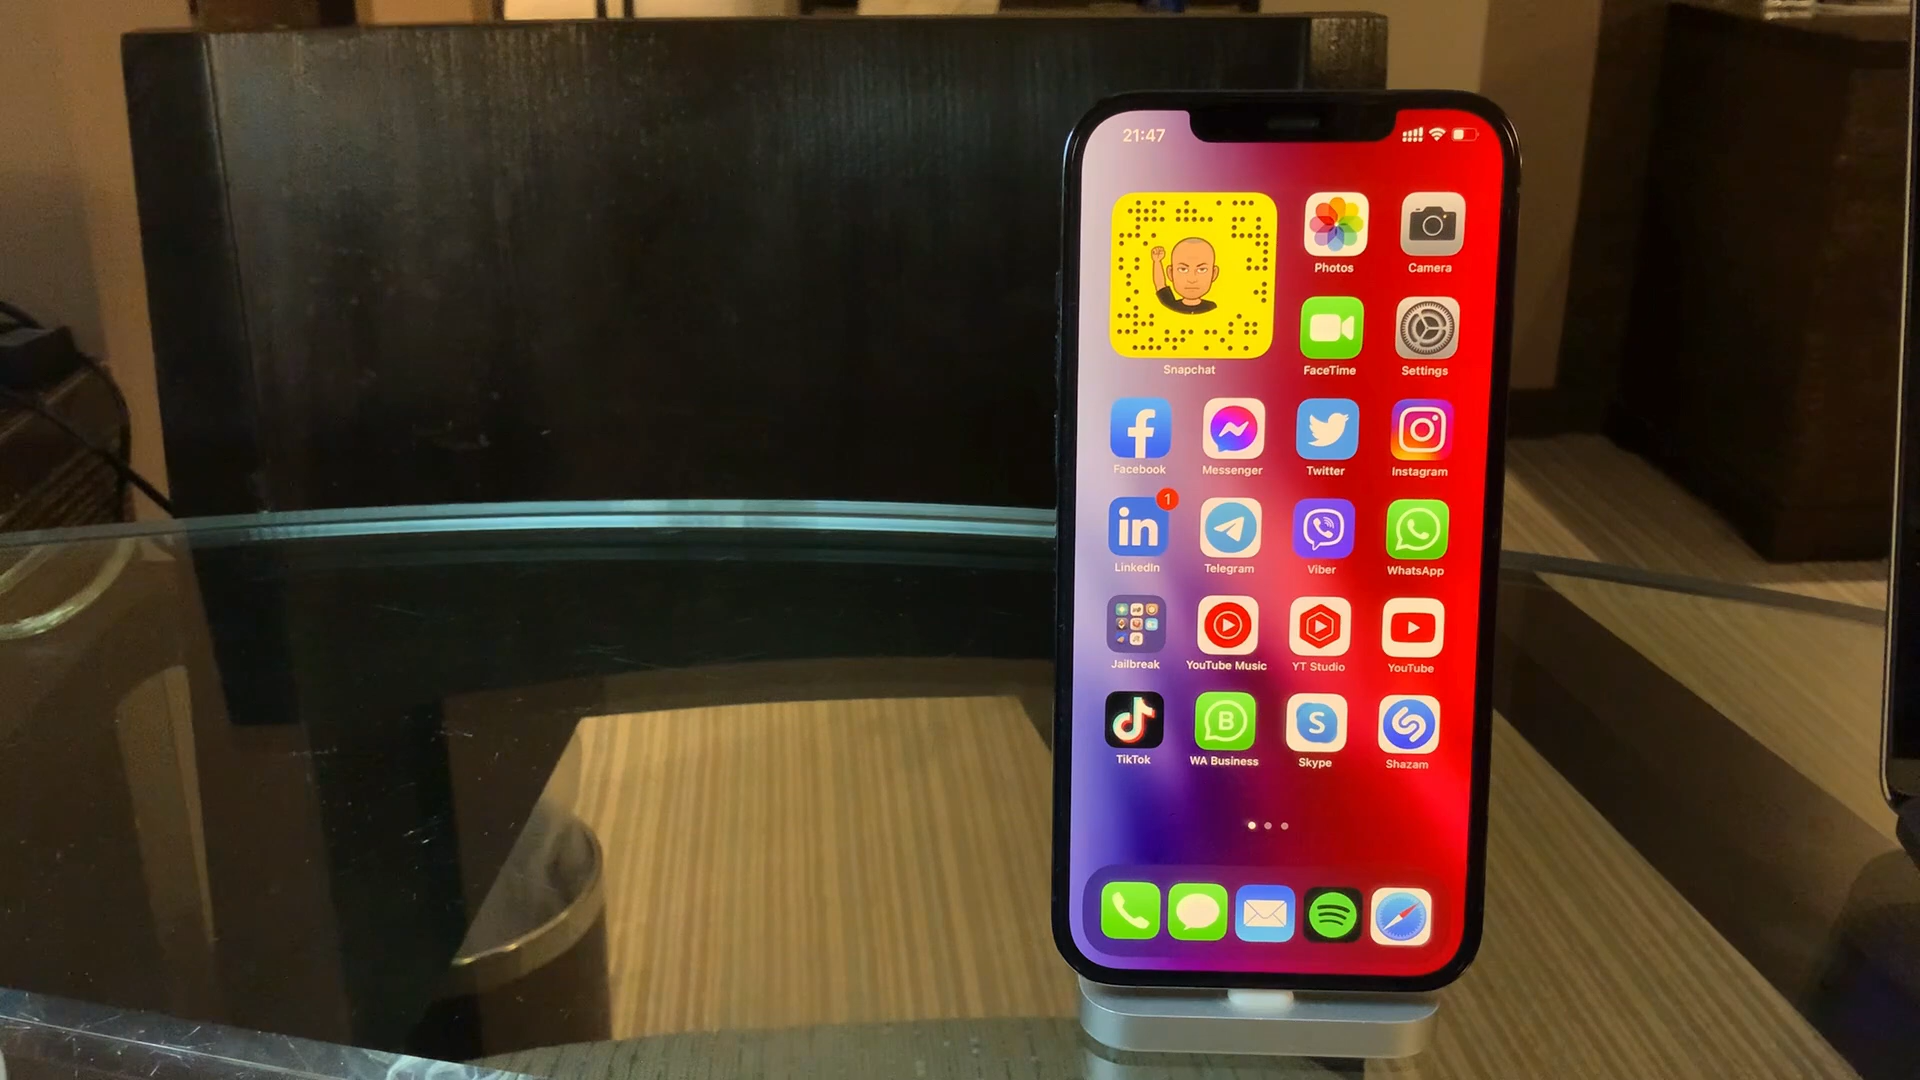 21:47
Photos
Camera
Snapchat
FaceTime
Settings
Facebook
Messenger
Twitter
Instagram
in
1
LinkedIn
Telegram
Viber
WhatsApp
Jailbreak
YouTube Music
YT Studio
YouTube
B
S
TikTok
WA Business
Skype
Shazam